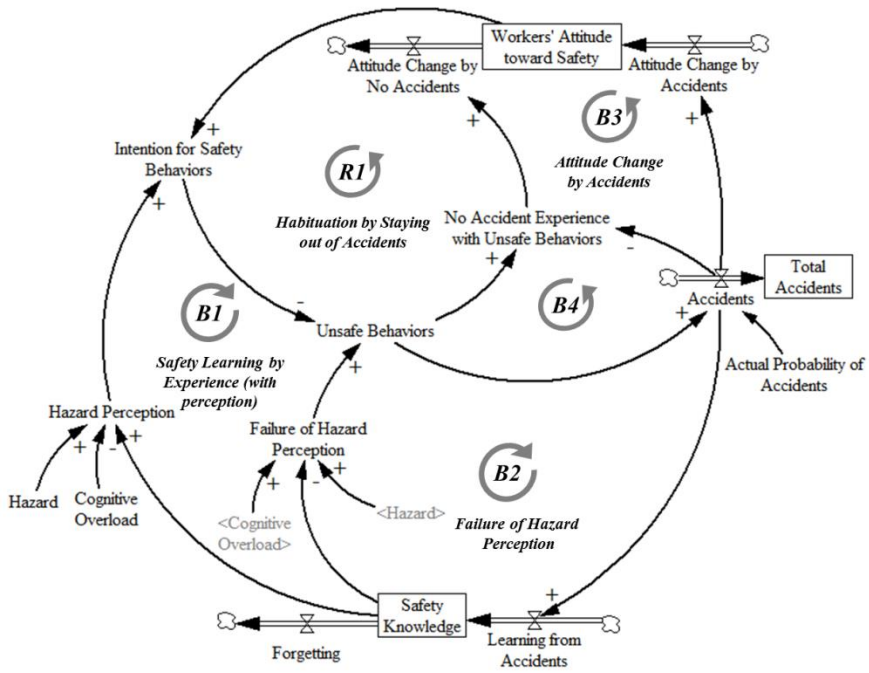 Workers' Attitude
toward Safety
Attitude Change by
No Accidents
Attitude Change by
Accidents
+
+
+
B3
Attitude Change
by Accidents
Intention for Safety
Behaviors
+
R1
Habituation by Staying
out of Accidents
No Accident Experience
with Unsafe Behaviors
+
-
Total
Accidents
B1
-
Unsafe Behaviors
B4
+
Accidents
Safety Learning by
Experience (with
perception)
+
Actual Probability of
Accidents
Hazard Perception
+
-
+
Failure of Hazard
Perception
+
-
+
B2
Hazard
Cognitive
Overload
<Cognitive
Overload>
<Hazard>
Failure of Hazard
Perception
+
Safety
Knowledge
Forgetting
Learning from
Accidents